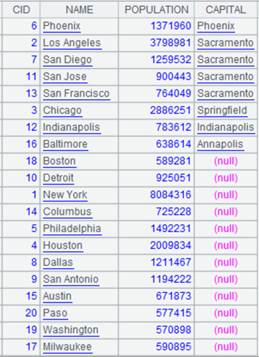 CID NAME POPULATION CAPITAL
6 Phoenix 1371960 Phoenix
2 Los Angeles 3798981 Sacramento
7 San Diego 1259532 Sacramento
11 San Jose 900443 Sacramento
13 San Francisco 764049 Sacramento
3 Chicago 2886251 Springfield
12 Indianapolis 783612 Indianapolis
16 Baltimore 638614 Annapolis
18 Boston 589281 (null)
10 Detroit 925051 (null)
1 New York 8084316 (null)
14 Columbus 725228 (null)
5 Philadelphia 1492231 (null)
4 Houston 2009834 (null)
8 Dallas 1211467 (null)
9 San Antonio 1194222 (null)
15 Austin 671873 (null)
20 Paso 577415 (null)
19 Washington 570898 (null)
17 Milwaukee 590895 (null)